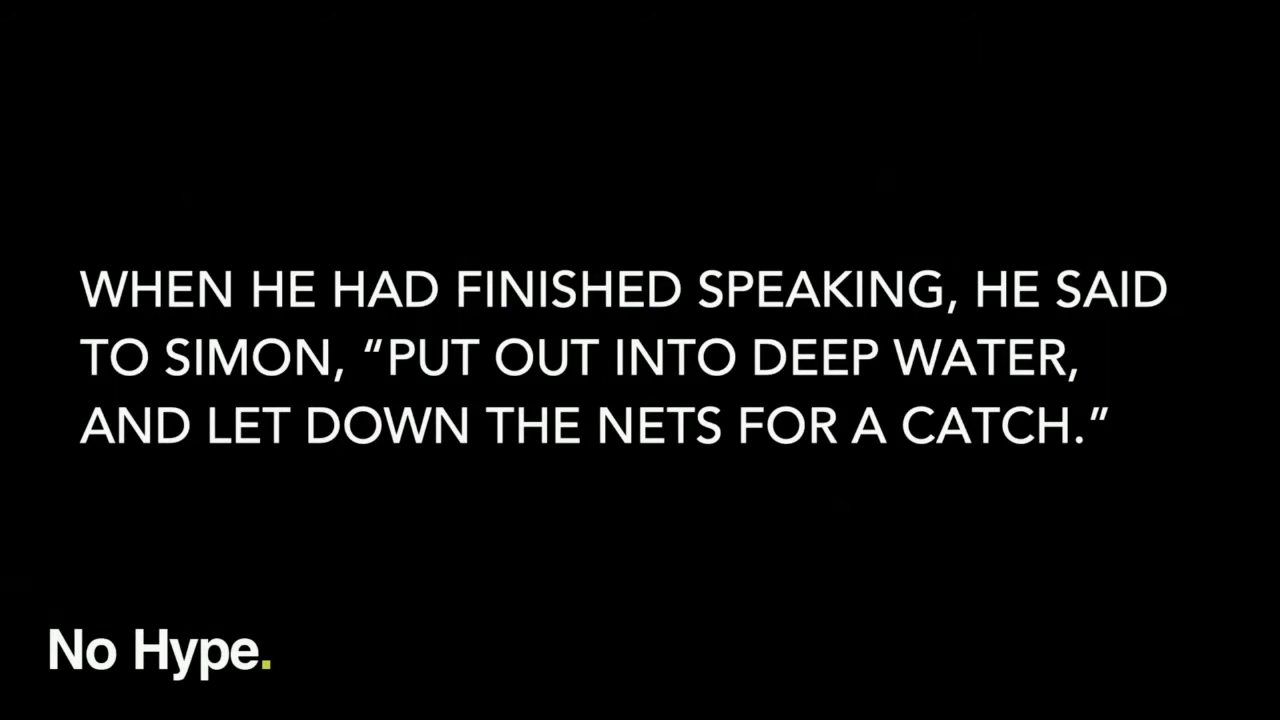 WHEN HE HAD FINISHED SPEAKING, HE SAID
TO SIMON, “PUT OUT INTO DEEP WATER,
AND LET DOWN THE NETS FOR A CATCH.”
No Hype.